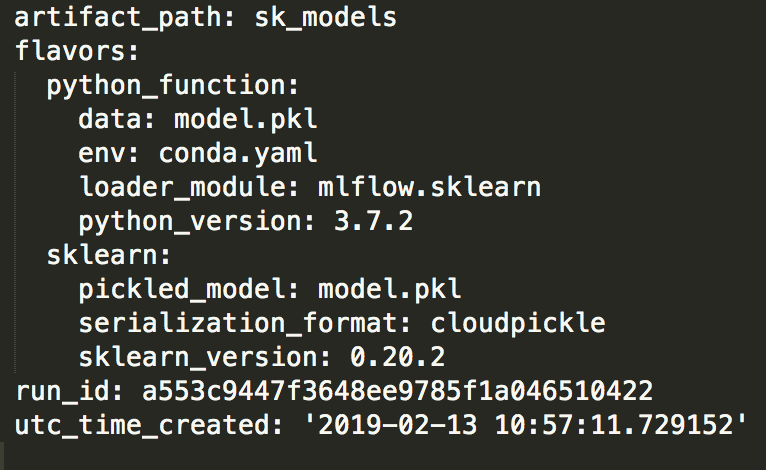 artifact_path: sk_models
flavors:
  python_function:
    data: model.pkl
    env: conda.yaml
    loader_module: mlflow.sklearn
    python_version: 3.7.2
  sklearn:
    pickled_model: model.pkl
    serialization_format: cloudpickle
    sklearn_version: 0.20.2
run_id: a553c9447f3648ee9785f1a046510422
utc_time_created: '2019-02-13 10:57:11.729152'